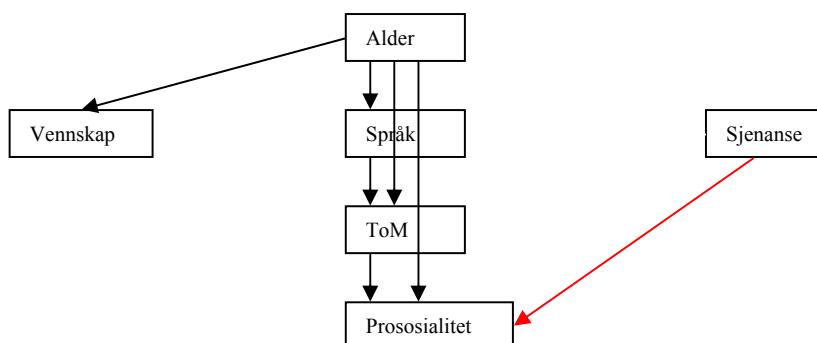 Alder
Vennskap
Språk
Sjenanse
ToM
Prososialitet